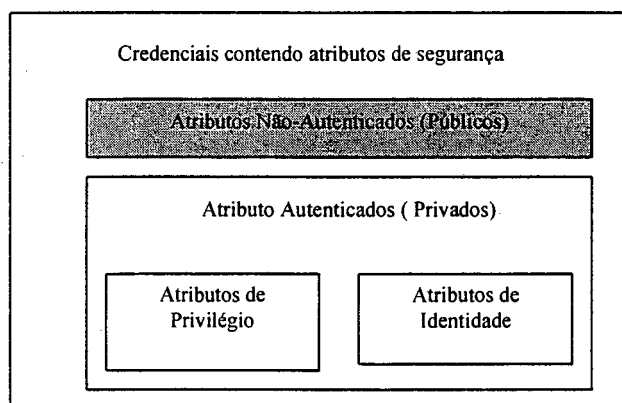 Credenciais contendo atributos de segurança
Atributos Não-Autenticados (Públicos)
Atributo Autenticados ( Privados)
Atributos de
Privilégio
Atributos de
Identidade